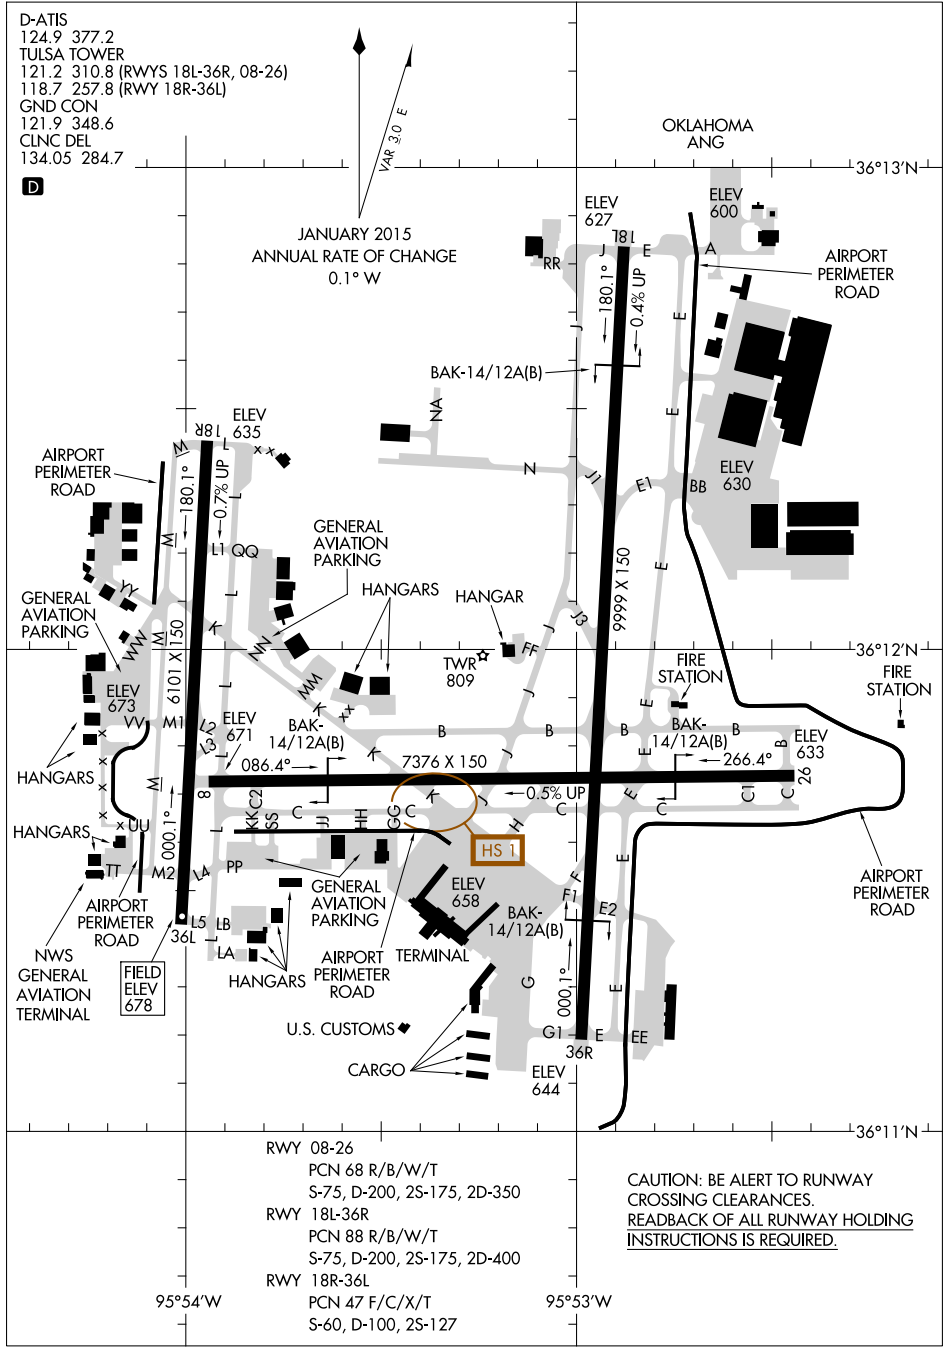 D-ATIS
124.9 377.2
TULSA TOWER
121.2 310.8 (RWYS 18L-36R, 08-26)
118.7 257.8 (RWY 18R-36L)
GND CON
121.9 348.6
CLNC DEL
134.05 284.7
D
VAR 3.0 E
JANUARY 2015
ANNUAL RATE OF CHANGE
0.1° W
OKLAHOMA
ANG
36°13'N
ELEV
627
ELEV
600
18L
J
E
A
RR
AIRPORT
PERIMETER
ROAD
180.1°
0.4% UP
J
E
BAK-14/12A(B)
NA
E
ELEV
635
18R
M
L
X X
AIRPORT
PERIMETER
ROAD
180.1°
0.7% UP
L
N
J1
E1
BB
ELEV
630
GENERAL
AVIATION
PARKING
M
L1
QQ
HANGARS
HANGAR
9999 X 150
E
YY
L
GENERAL
AVIATION
PARKING
K
NN
J
J3
WW
M
6101 X 150
FF
36°12'N
TWR
809
FIRE
STATION
FIRE
STATION
L
MM
J
ELEV
673
E
K
X X
VV
M1
L2
L3
ELEV
671
BAK-
14/12A(B)
K
B
B
B
E
BAK-
14/12A(B)
B
B
B
ELEV
633
J
X
X
X
X
X
X
HANGARS
M
086.4°
7376 X 150
266.4°
26
8
0.5% UP
000.1°
C2
KK
SS
C
JJ
HH
GG
C
K
J
H
C
E
C
C1
C
HANGARS
X
UU
L
HS 1
E
TT
M2
L4
PP
F
ELEV
658
GENERAL
AVIATION
PARKING
AIRPORT
PERIMETER
ROAD
AIRPORT
PERIMETER
ROAD
BAK-
14/12A(B)
F1
E2
L5
LB
36L
L
LA
TERMINAL
NWS
GENERAL
AVIATION
TERMINAL
FIELD
ELEV
678
HANGARS
AIRPORT
PERIMETER
ROAD
G
000.1°
E
U.S. CUSTOMS
G1
E
EE
36R
CARGO
ELEV
644
36°11'N
RWY 08-26
PCN 68 R/B/W/T
S-75, D-200, 2S-175, 2D-350
RWY 18L-36R
PCN 88 R/B/W/T
S-75, D-200, 2S-175, 2D-400
RWY 18R-36L
PCN 47 F/C/X/T
S-60, D-100, 2S-127
CAUTION: BE ALERT TO RUNWAY
CROSSING CLEARANCES.
READBACK OF ALL RUNWAY HOLDING
INSTRUCTIONS IS REQUIRED.
95°54'W
95°53'W